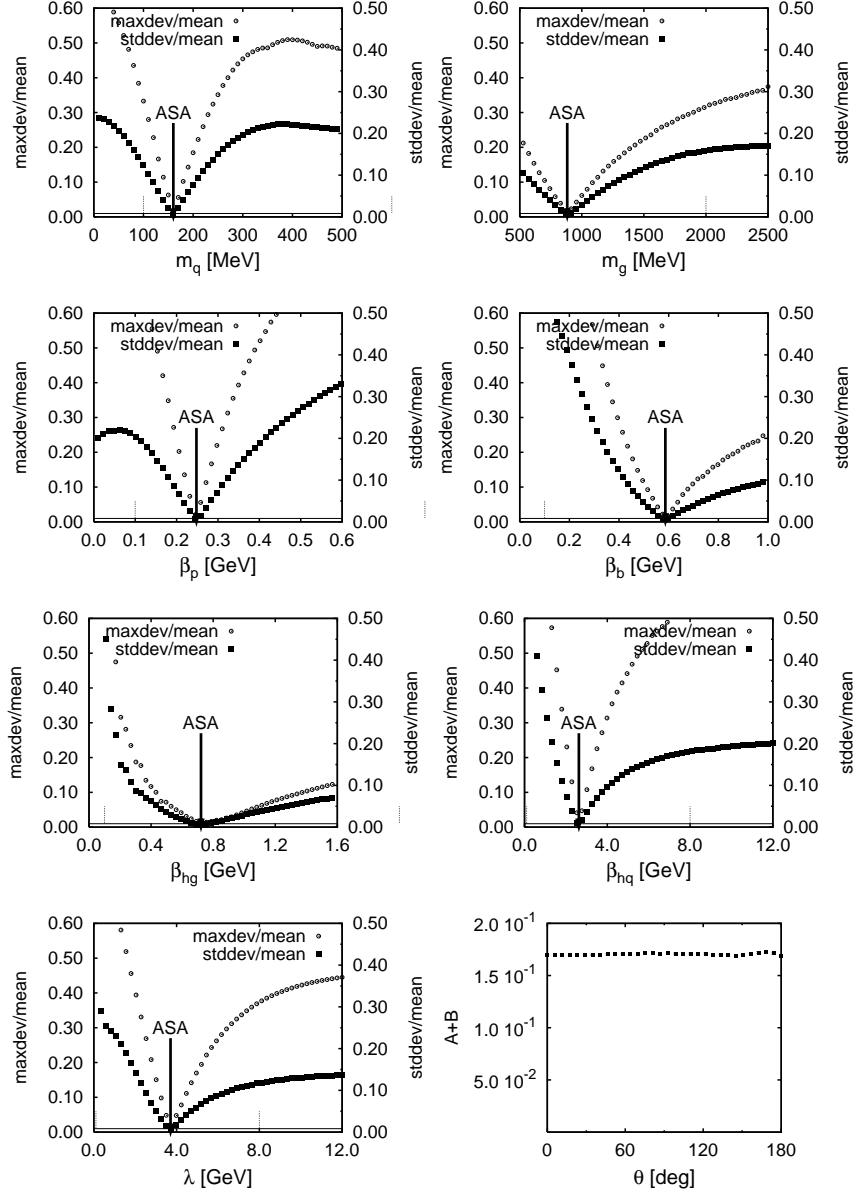 maxdev/mean
stddev/mean
ASA
0.60
0.50
0.40
0.30
0.20
0.10
0.00
0.50
0.40
0.30
0.20
0.10
0.00
0 100 200 300 400 500
m_q [MeV]
maxdev/mean
stddev/mean
maxdev/mean
stddev/mean
ASA
0.60
0.50
0.40
0.30
0.20
0.10
0.00
0.50
0.40
0.30
0.20
0.10
0.00
500 1000 1500 2000 2500
m_g [MeV]
maxdev/mean
stddev/mean
maxdev/mean
stddev/mean
ASA
0.60
0.50
0.40
0.30
0.20
0.10
0.00
0.50
0.40
0.30
0.20
0.10
0.00
0.0 0.1 0.2 0.3 0.4 0.5 0.6
β_p [GeV]
maxdev/mean
stddev/mean
maxdev/mean
stddev/mean
ASA
0.60
0.50
0.40
0.30
0.20
0.10
0.00
0.50
0.40
0.30
0.20
0.10
0.00
0.0 0.2 0.4 0.6 0.8 1.0
β_b [GeV]
maxdev/mean
stddev/mean
maxdev/mean
stddev/mean
ASA
0.60
0.50
0.40
0.30
0.20
0.10
0.00
0.50
0.40
0.30
0.20
0.10
0.00
0.0 0.4 0.8 1.2 1.6
β_hg [GeV]
maxdev/mean
stddev/mean
maxdev/mean
stddev/mean
ASA
0.60
0.50
0.40
0.30
0.20
0.10
0.00
0.50
0.40
0.30
0.20
0.10
0.00
0.0 4.0 8.0 12.0
β_hq [GeV]
maxdev/mean
stddev/mean
maxdev/mean
stddev/mean
ASA
0.60
0.50
0.40
0.30
0.20
0.10
0.00
0.50
0.40
0.30
0.20
0.10
0.00
0.0 4.0 8.0 12.0
λ [GeV]
maxdev/mean
stddev/mean
2.0 10^-1
1.5 10^-1
1.0 10^-1
5.0 10^-2
0 60 120 180
θ [deg]
A+B